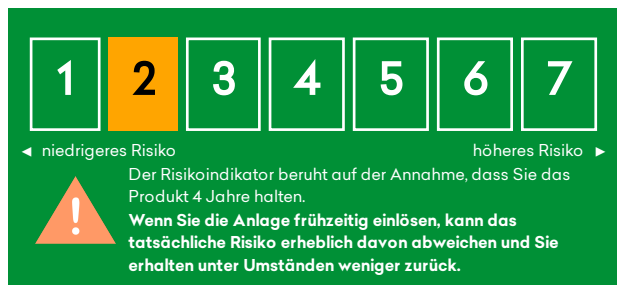 1 2 3 4 5 6 7
◄ niedrigeres Risiko höheres Risiko ►
Der Risikoindikator beruht auf der Annahme, dass Sie das
Produkt 4 Jahre halten.
Wenn Sie die Anlage frühzeitig einlösen, kann das
tatsächliche Risiko erheblich davon abweichen und Sie
erhalten unter Umständen weniger zurück.
!